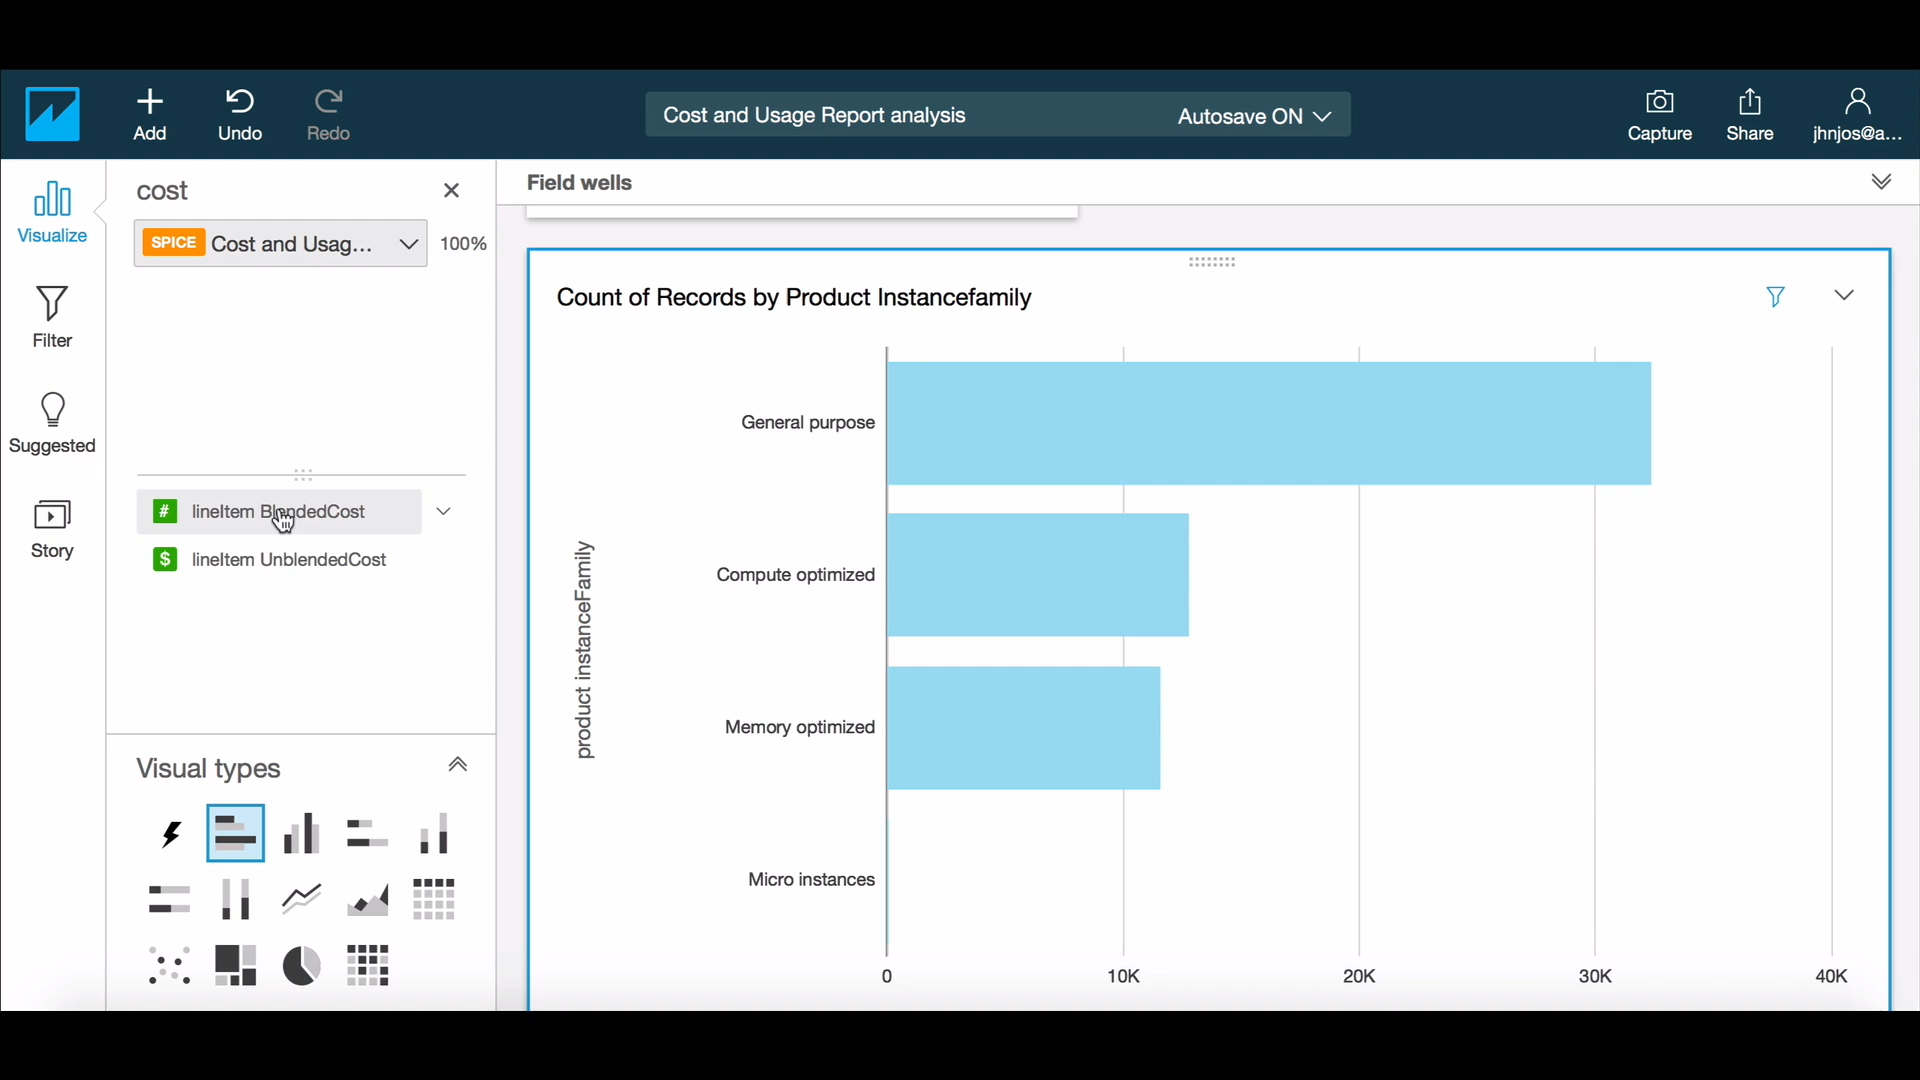 Add
Undo
Redo
Cost and Usage Report analysis
Autosave ON
Capture
Share
jhnjos@a...
Visualize
Filter
Suggested
Story
cost
SPICE Cost and Usag... 100%
# lineItem BlendedCost
$ lineItem UnblendedCost
Visual types
Field wells
Count of Records by Product Instancefamily
product instanceFamily
General purpose
Compute optimized
Memory optimized
Micro instances
0 10K 20K 30K 40K